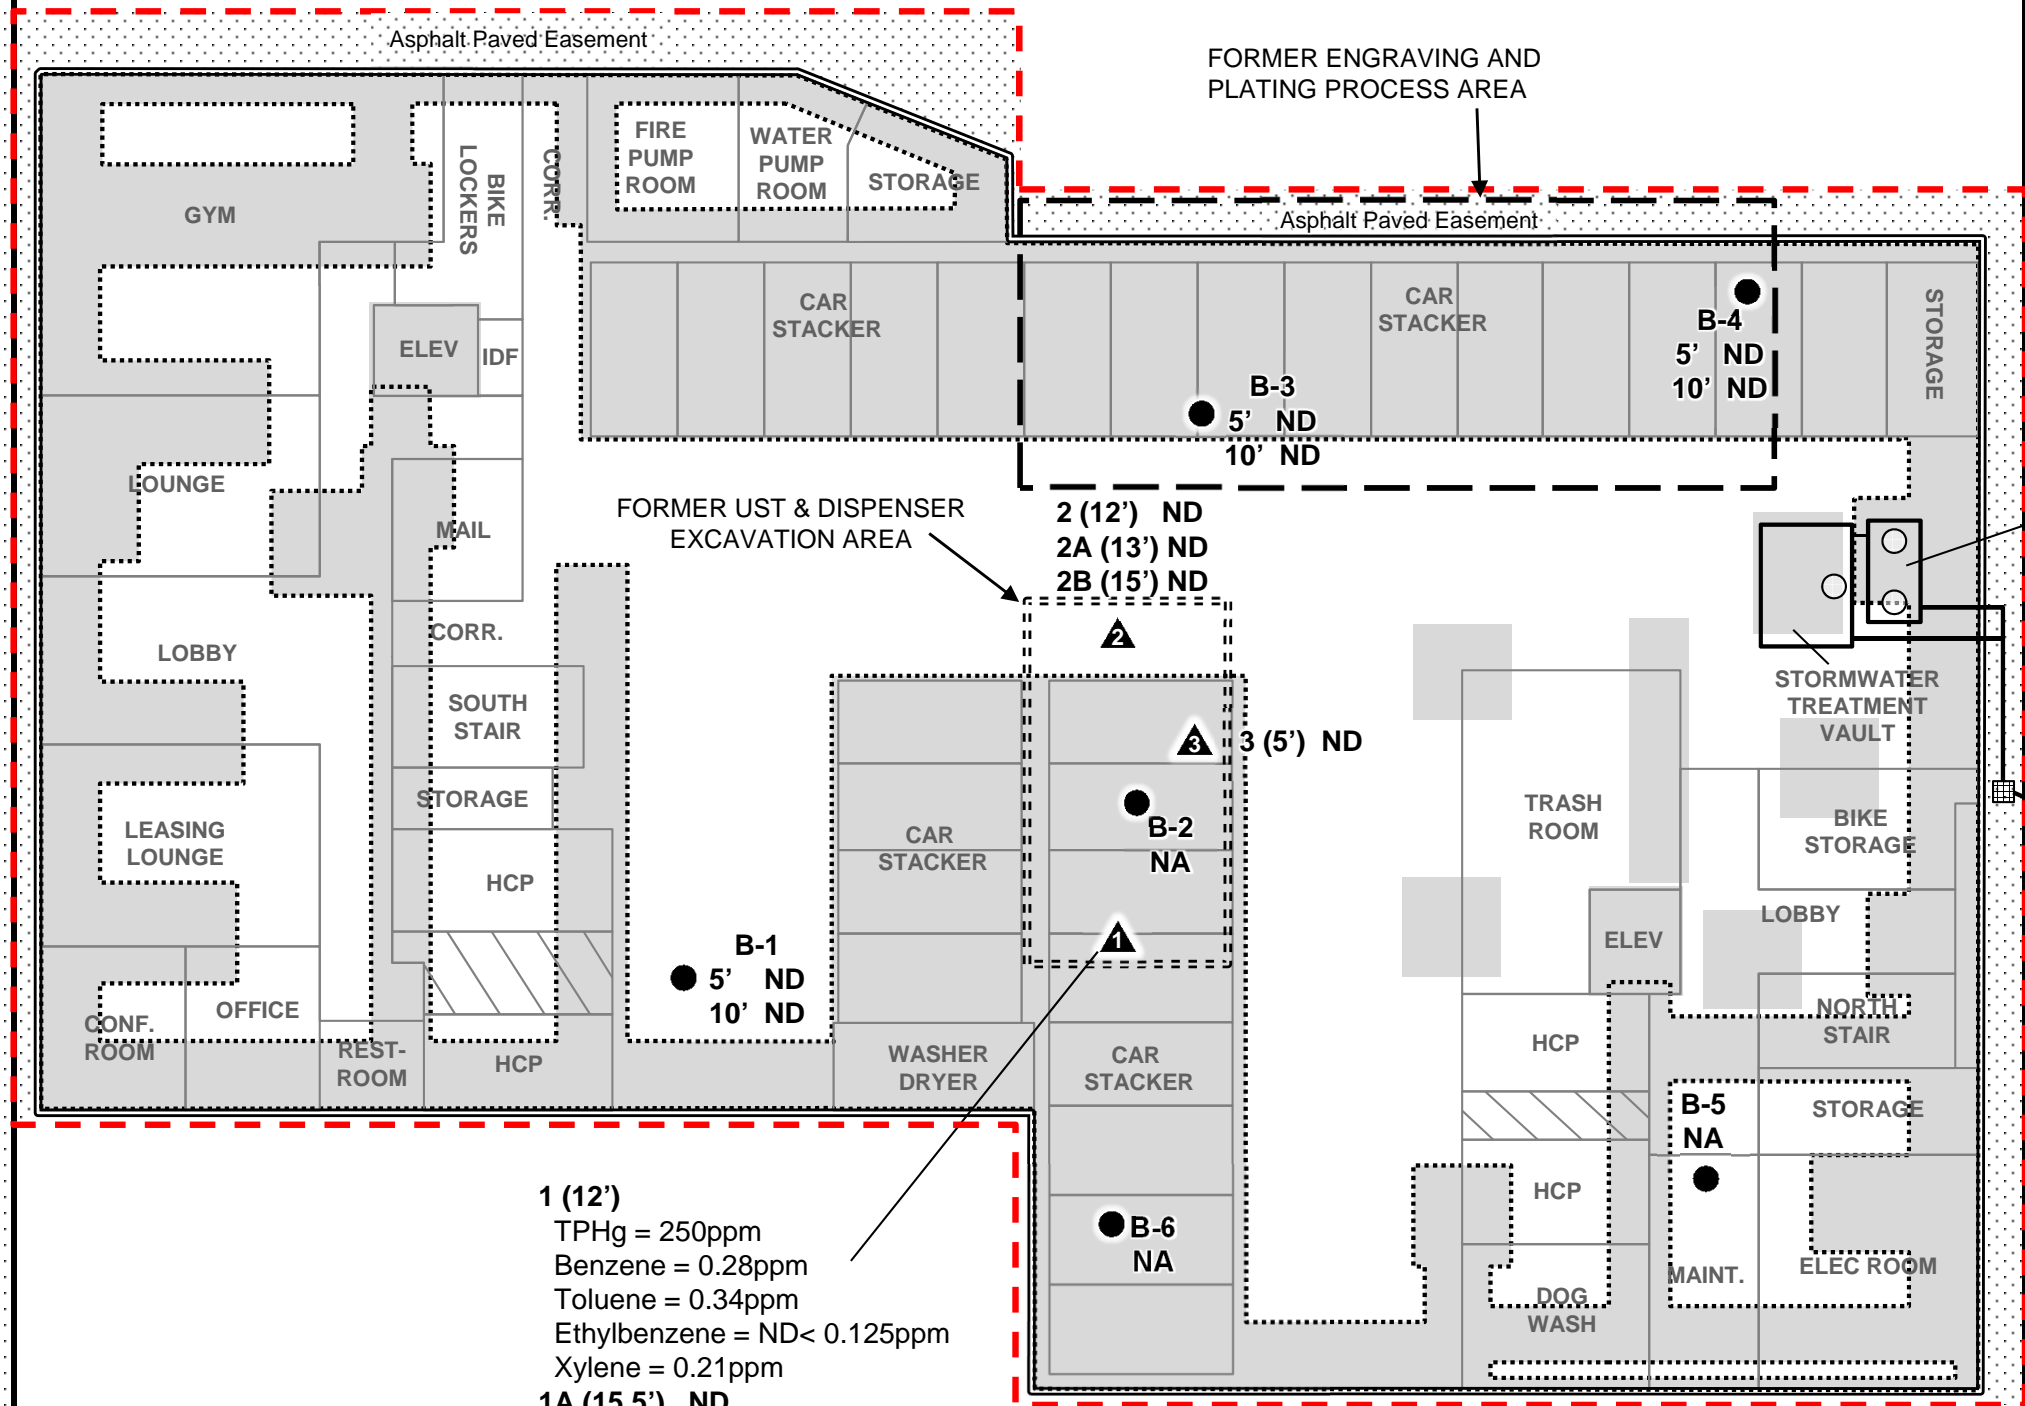 Asphalt Paved Easement
FORMER ENGRAVING AND
PLATING PROCESS AREA
Asphalt Paved Easement
GYM
BIKE
LOCKERS
CORR.
FIRE
PUMP
ROOM
WATER
PUMP
ROOM
STORAGE
ELEV
IDF
CAR
STACKER
CAR
STACKER
B-4
5' ND
10' ND
STORAGE
B-3
5' ND
10' ND
LOUNGE
MAIL
FORMER UST & DISPENSER
EXCAVATION AREA
2 (12') ND
2A (13') ND
2B (15') ND
2
LOBBY
CORR.
SOUTH
STAIR
STORMWATER
TREATMENT
VAULT
3
3 (5') ND
STORAGE
LEASING
LOUNGE
HCP
CAR
STACKER
B-2
NA
TRASH
ROOM
BIKE
STORAGE
LOBBY
ELEV
1
B-1
5' ND
10' ND
CONF.
ROOM
OFFICE
REST-
ROOM
HCP
WASHER
DRYER
CAR
STACKER
HCP
NORTH
STAIR
B-5
NA
STORAGE
HCP
B-6
NA
MAINT.
ELEC ROOM
DOG
WASH
1 (12')
TPHg = 250ppm
Benzene = 0.28ppm
Toluene = 0.34ppm
Ethylbenzene = ND< 0.125ppm
Xylene = 0.21ppm
1A (15.5') ND